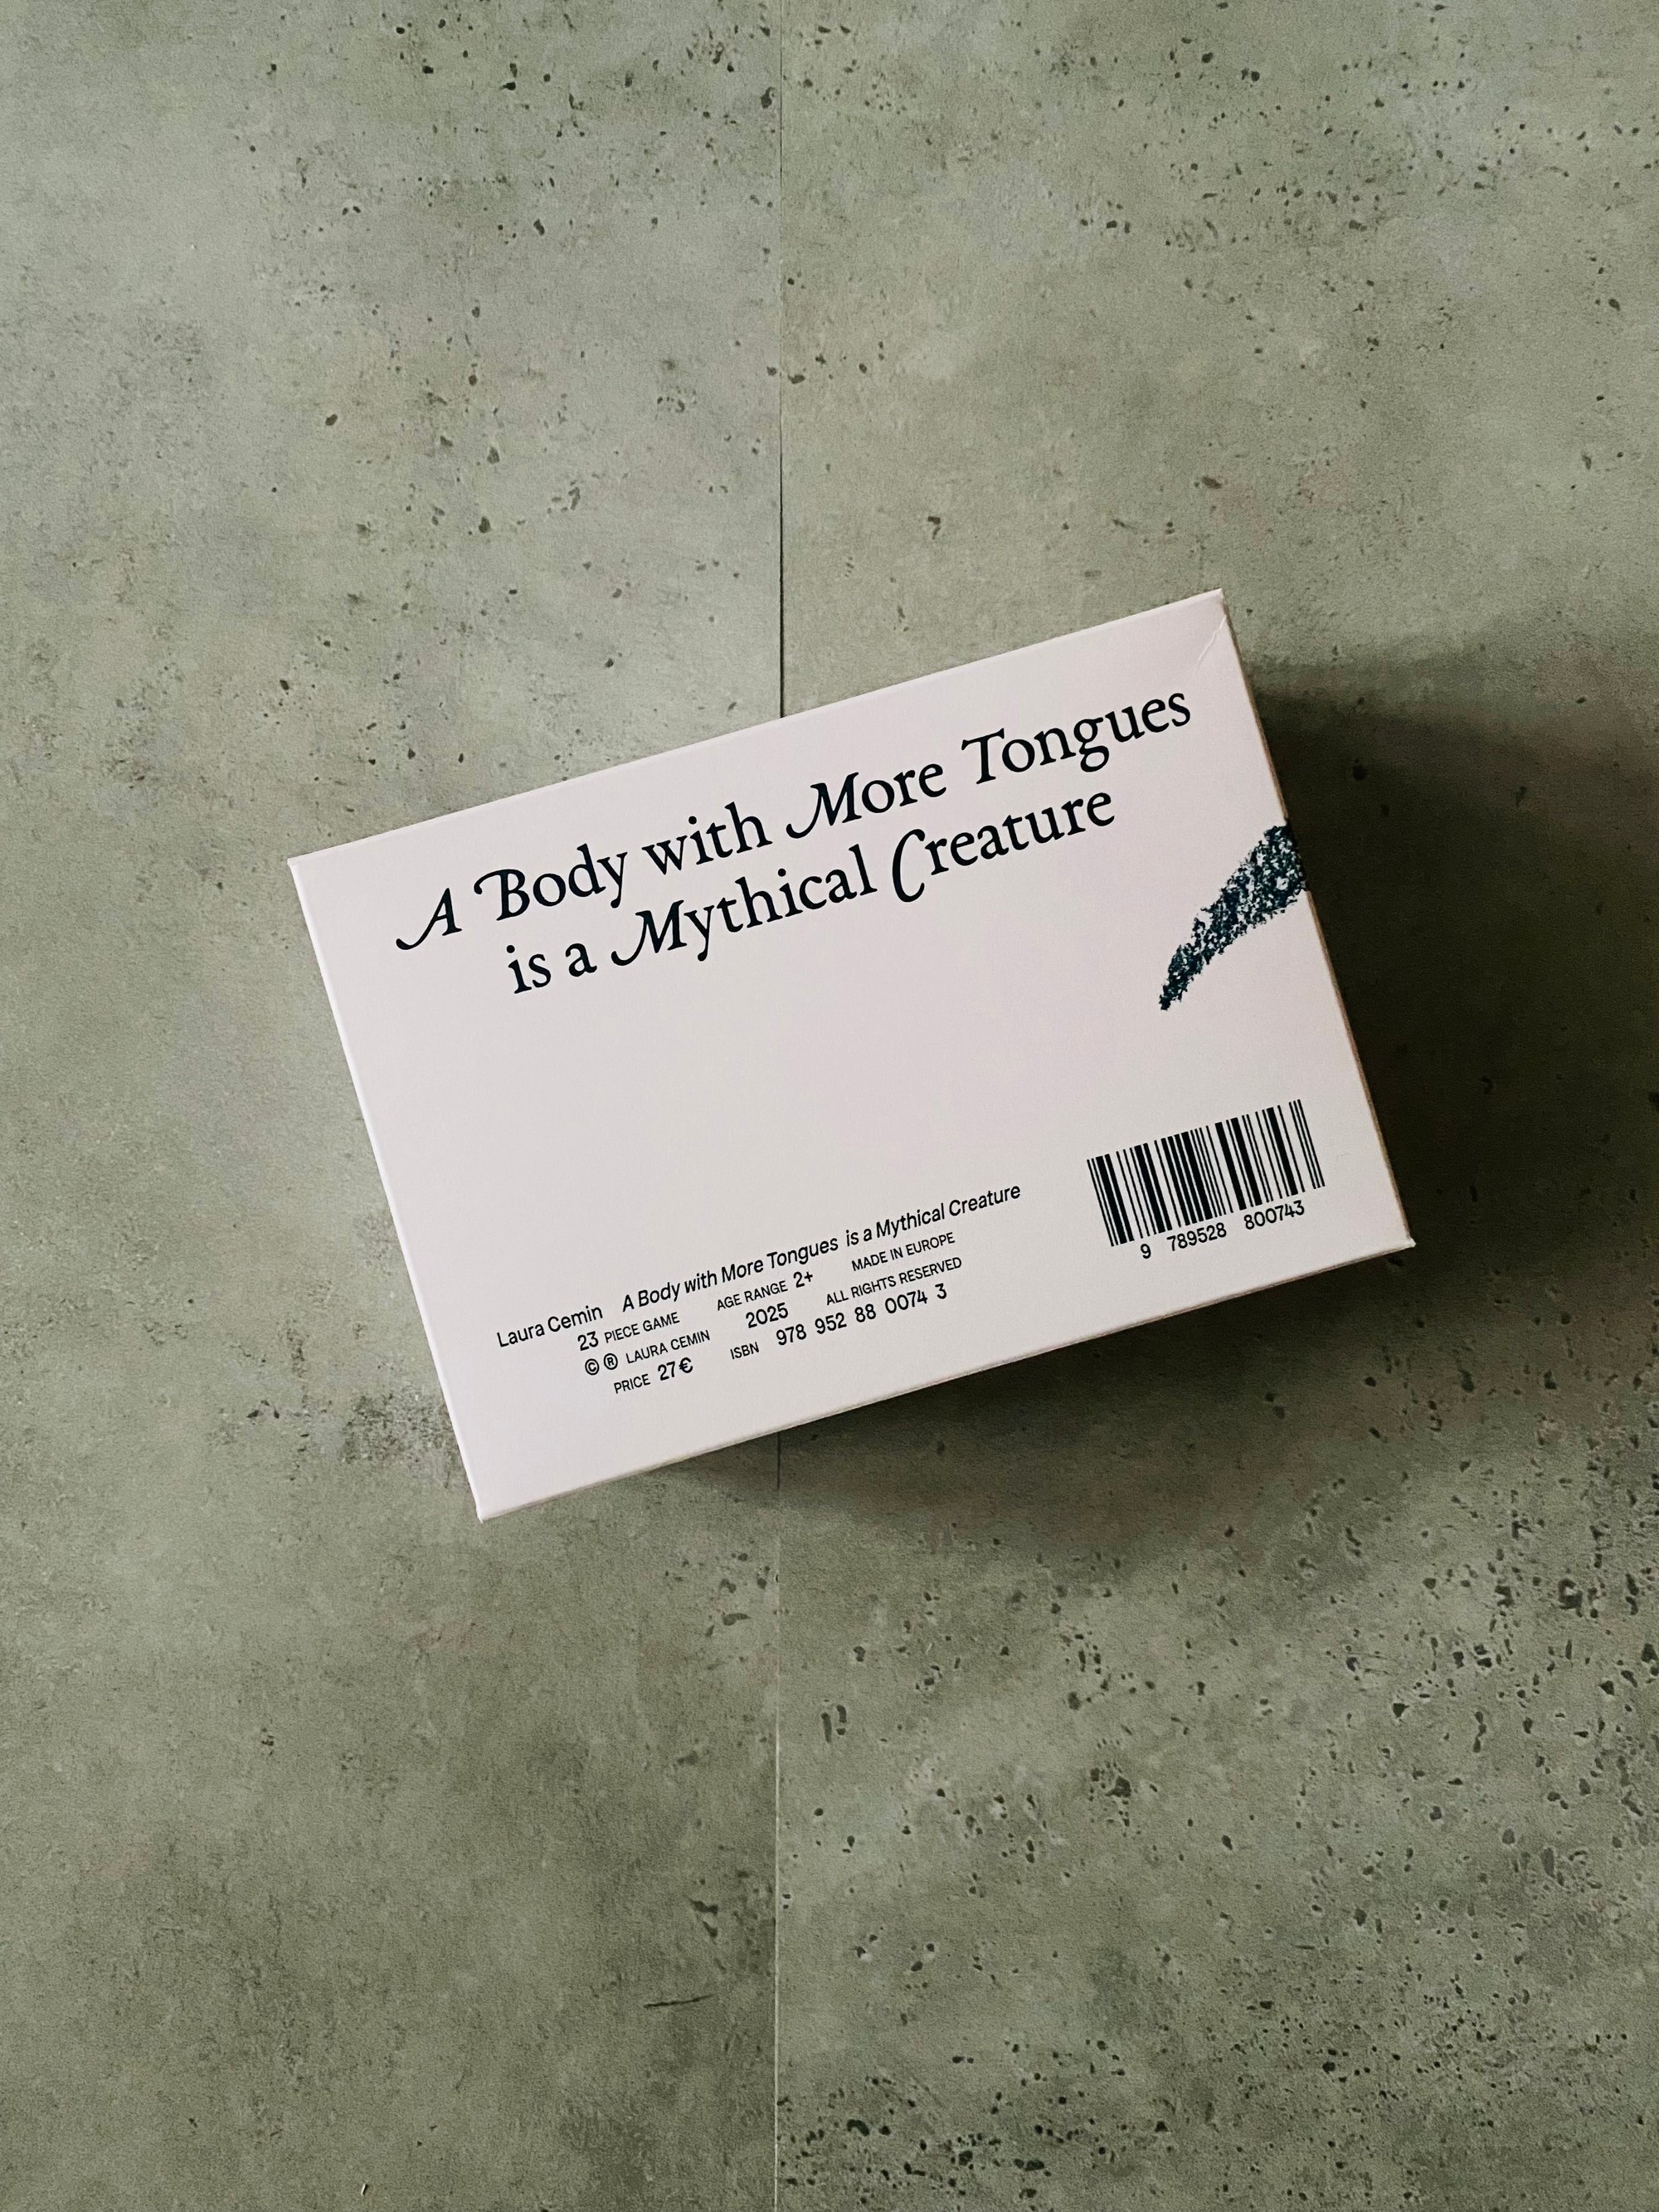 A Body with More Tongues
is a Mythical Creature
Laura Cemin A Body with More Tongues is a Mythical Creature
23 PIECE GAME AGE RANGE 2+ MADE IN EUROPE
© ® LAURA CEMIN 2025 ALL RIGHTS RESERVED
PRICE 27€ ISBN 978 952 88 0074 3
9 789528 800743